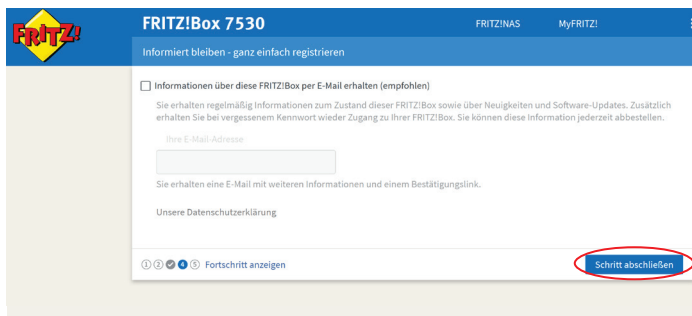 FRITZ!
FRITZ!Box 7530
FRITZ!NAS
MyFRITZ!
Informiert bleiben - ganz einfach registrieren
Informationen über diese FRITZ!Box per E-Mail erhalten (empfohlen)
Sie erhalten regelmäßig Informationen zum Zustand dieser FRITZ!Box sowie über Neuigkeiten und Software-Updates. Zusätzlich
erhalten Sie bei vergessenem Kennwort wieder Zugang zu Ihrer FRITZ!Box. Sie können diese Information jederzeit abbestellen.
Ihre E-Mail-Adresse
Sie erhalten eine E-Mail mit weiteren Informationen und einem Bestätigungslink.
Unsere Datenschutzerklärung
1 2 4 5 Fortschritt anzeigen
Schritt abschließen